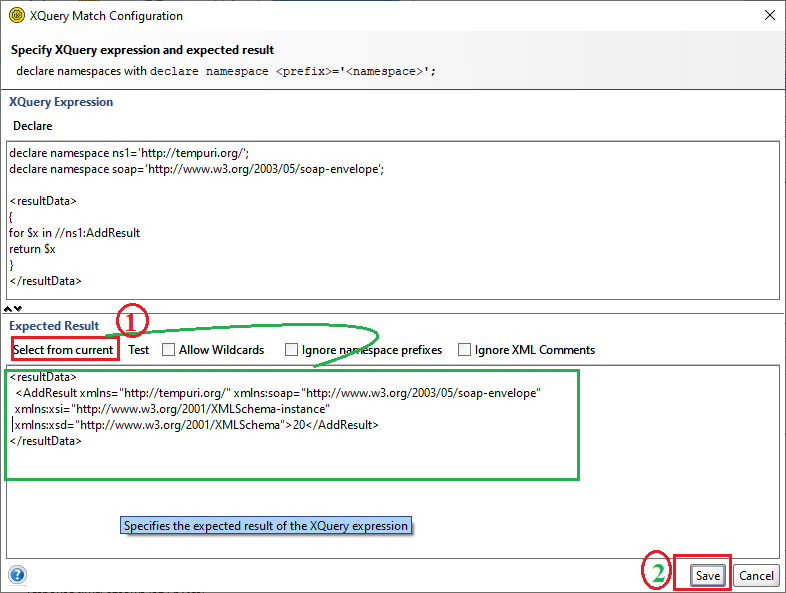 XQuery Match Configuration
Specify XQuery expression and expected result
declare namespaces with declare namespace <prefix>='<namespace>';
XQuery Expression
Declare
declare namespace ns1='http://tempuri.org/';
declare namespace soap='http://www.w3.org/2003/05/soap-envelope';
<resultData>
{
for $x in //ns1:AddResult
return $x
}
</resultData>
1
Expected Result
Select from current Test Allow Wildcards Ignore namespace prefixes Ignore XML Comments
<resultData>
<AddResult xmlns="http://tempuri.org/" xmlns:soap="http://www.w3.org/2003/05/soap-envelope"
xmlns:xsi="http://www.w3.org/2001/XMLSchema-instance"
xmlns:xsd="http://www.w3.org/2001/XMLSchema">20</AddResult>
</resultData>
Specifies the expected result of the XQuery expression
?
2 Save Cancel